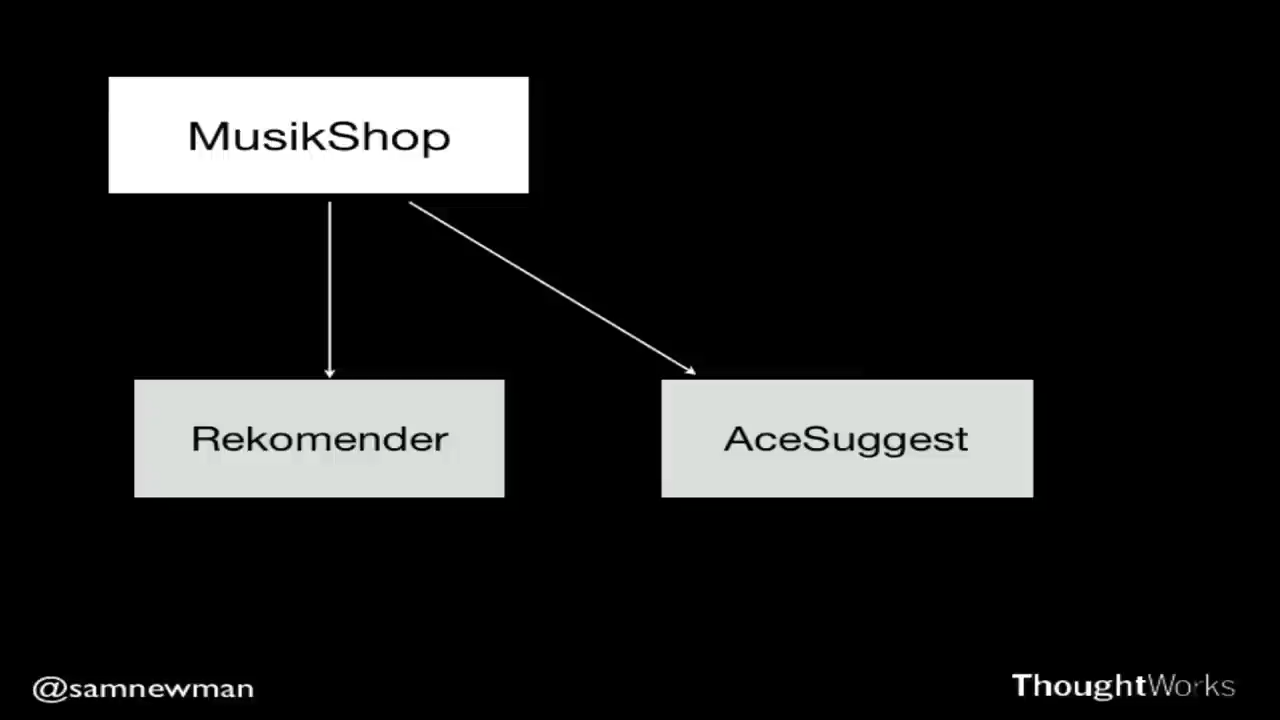 MusikShop
Rekomender
AceSuggest
@samnewman
ThoughtWorks